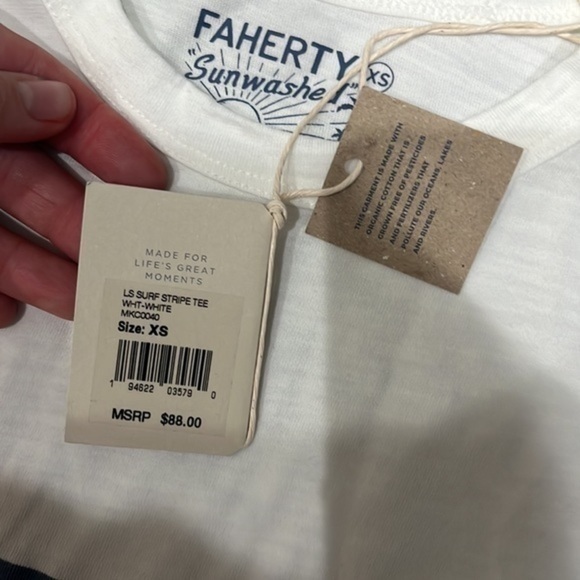 FAHERTY
"Sunwashed"
XS
THIS GARMENT IS MADE WITH
ORGANIC COTTON THAT IS
GROWN FREE OF PESTICIDES
AND FERTILIZERS THAT
POLLUTE OUR OCEANS, LAKES
AND RIVERS.
MADE FOR
LIFE'S GREAT
MOMENTS
LS SURF STRIPE TEE
WHT-WHITE
MKC0040
Size: XS
1 94622 03579 0
MSRP $88.00